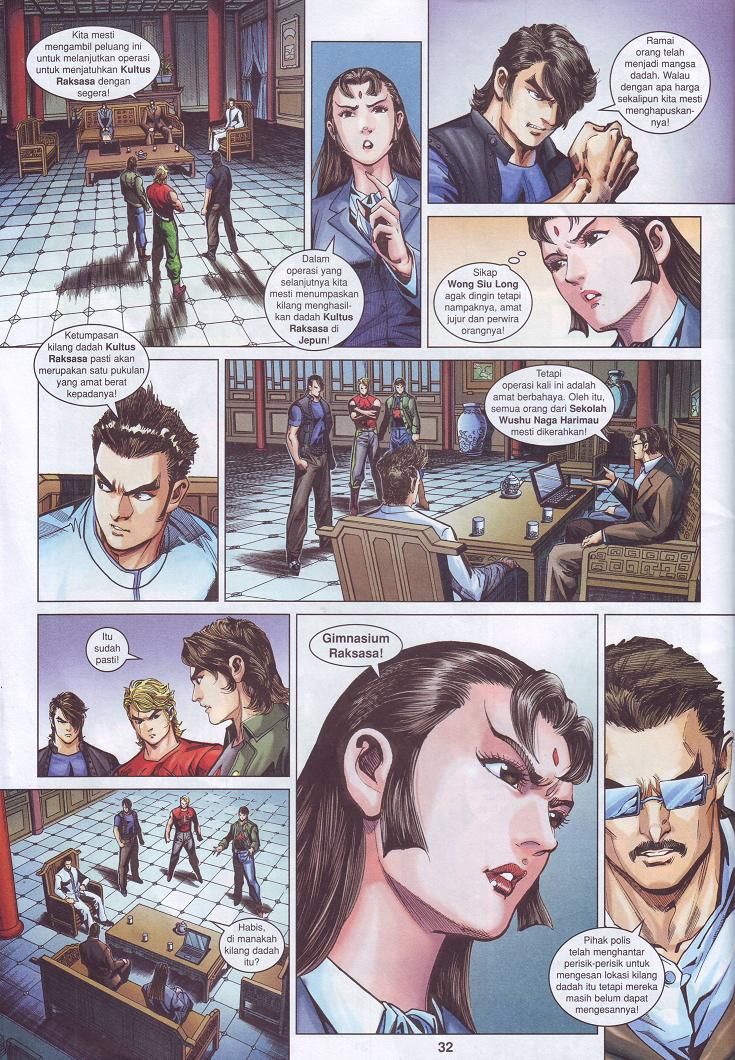 Kita mesti
mengambil peluang ini
untuk melanjutkan operasi
untuk menjatuhkan Kultus
Raksasa dengan
segera!
Dalam
operasi yang
selanjutnya kita
mesti menumpaskan
kilang menghasil-
kan dadah Kultus
Raksasa di
Jepun!
Ramai
orang telah
menjadi mangsa
dadah. Walau
dengan apa harga
sekalipun kita mesti
menghapuskan-
nya!
Sikap
Wong Siu Long
agak dingin tetapi
nampaknya, amat
jujur dan perwira
orangnya!
Ketumpasan
kilang dadah Kultus
Raksasa pasti akan
merupakan satu pukulan
yang amat berat
kepadanya!
Tetapi
operasi kali ini adalah
amat berbahaya. Oleh itu,
semua orang dari Sekolah
Wushu Naga Harimau
mesti dikerahkan!
Itu
sudah
pasti!
Gimnasium
Raksasa!
Habis,
di manakah
kilang dadah
itu?
Pihak polis
telah menghantar
perisik-perisik untuk
mengesan lokasi kilang
dadah itu tetapi mereka
masih belum dapat
mengesannya!
32